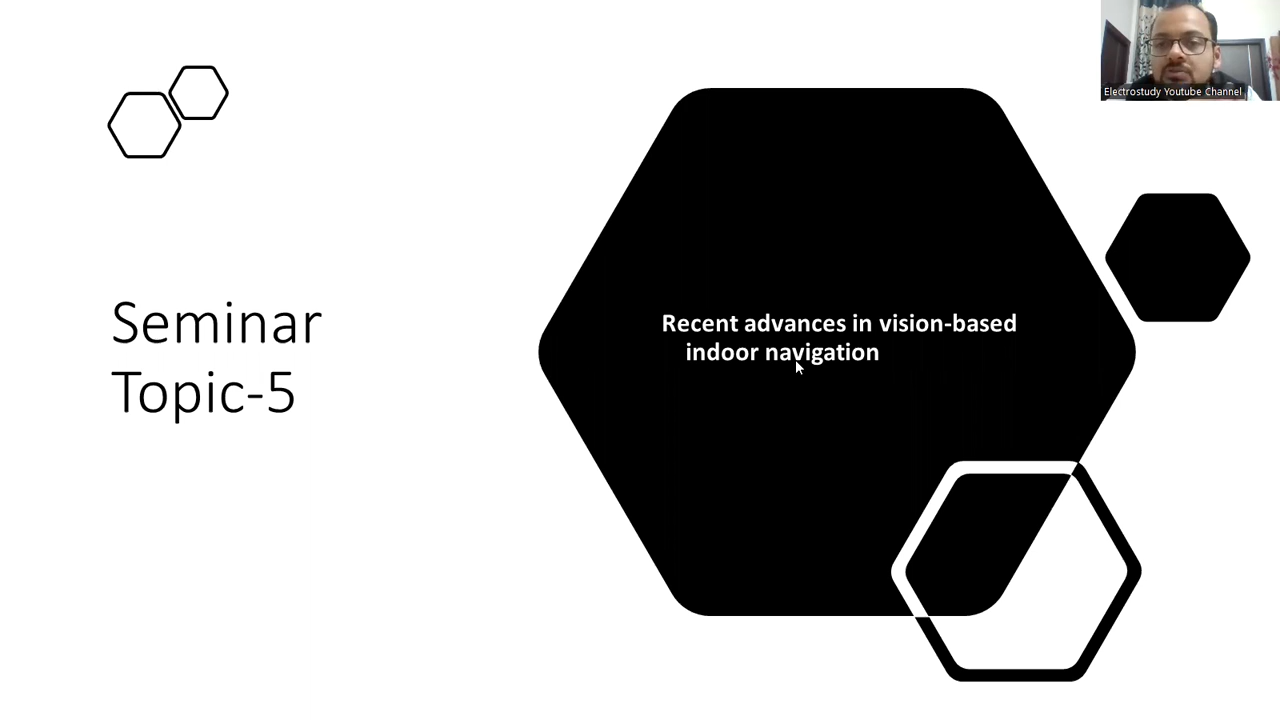 Electrostudy Youtube Channel
Seminar
Topic-5
Recent advances in vision-based
indoor navigation